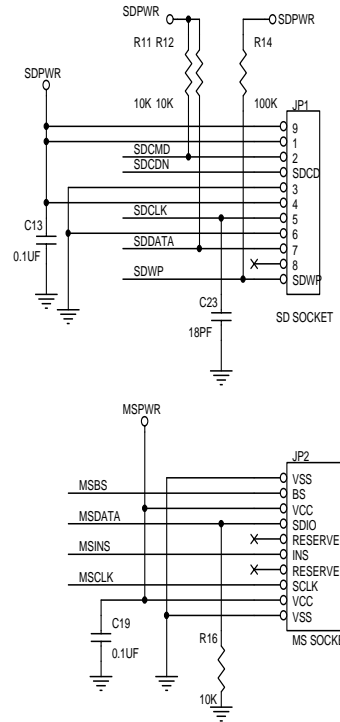 SDPWR
SDPWR
R11 R12
R14
SDPWR
10K 10K
100K
JP1
9
1
SDCMD
2
SDCDN
SDCD
3
4
SDCLK
5
6
SDDATA
7
8
SDWP
SDWP
C13
0.1UF
C23
18PF
SD SOCKET
MSPWR
JP2
VSS
MSBS
BS
VCC
MSDATA
SDIO
RESERVE
MSINS
INS
RESERVE
MSCLK
SCLK
VCC
VSS
C19
0.1UF
R16
10K
MS SOCKE